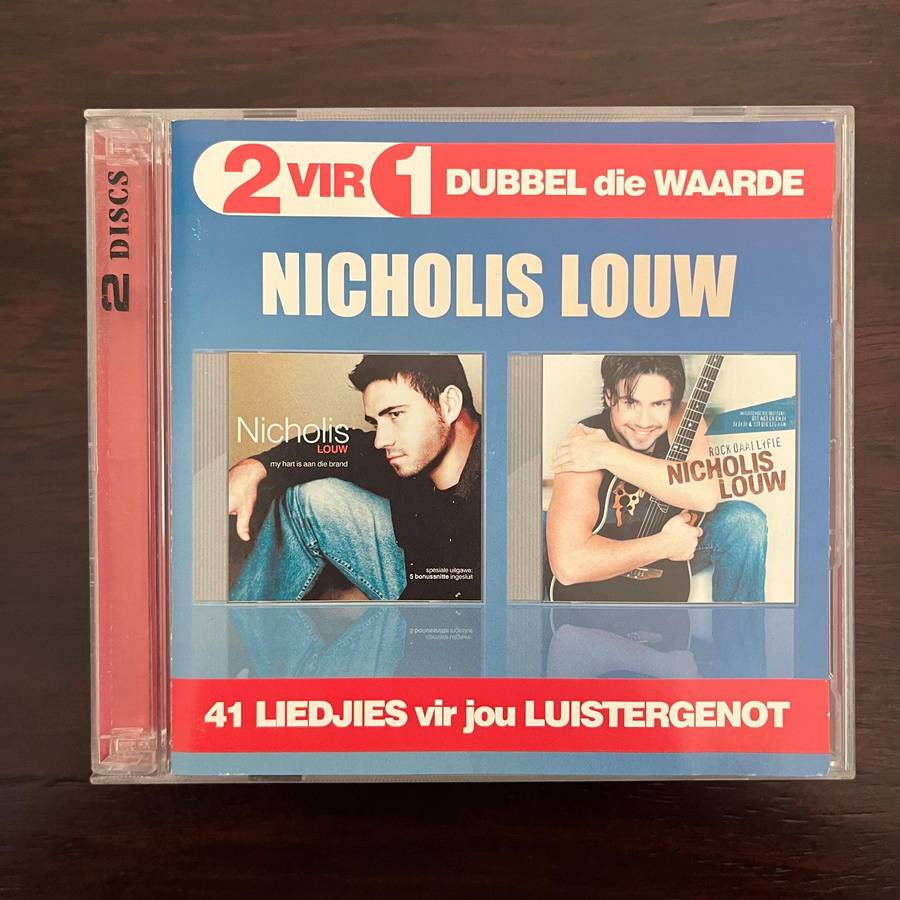 2 DISCS
2 VIR 1 DUBBEL die WAARDE
NICHOLIS LOUW
Nicholis
LOUW
my hart is aan die brand
spesiale uitgawe:
5 bonussnitte ingesluit
ROCK DAAI LYFIE
NICHOLIS
LOUW
41 LIEDJIES vir jou LUISTERGENOT